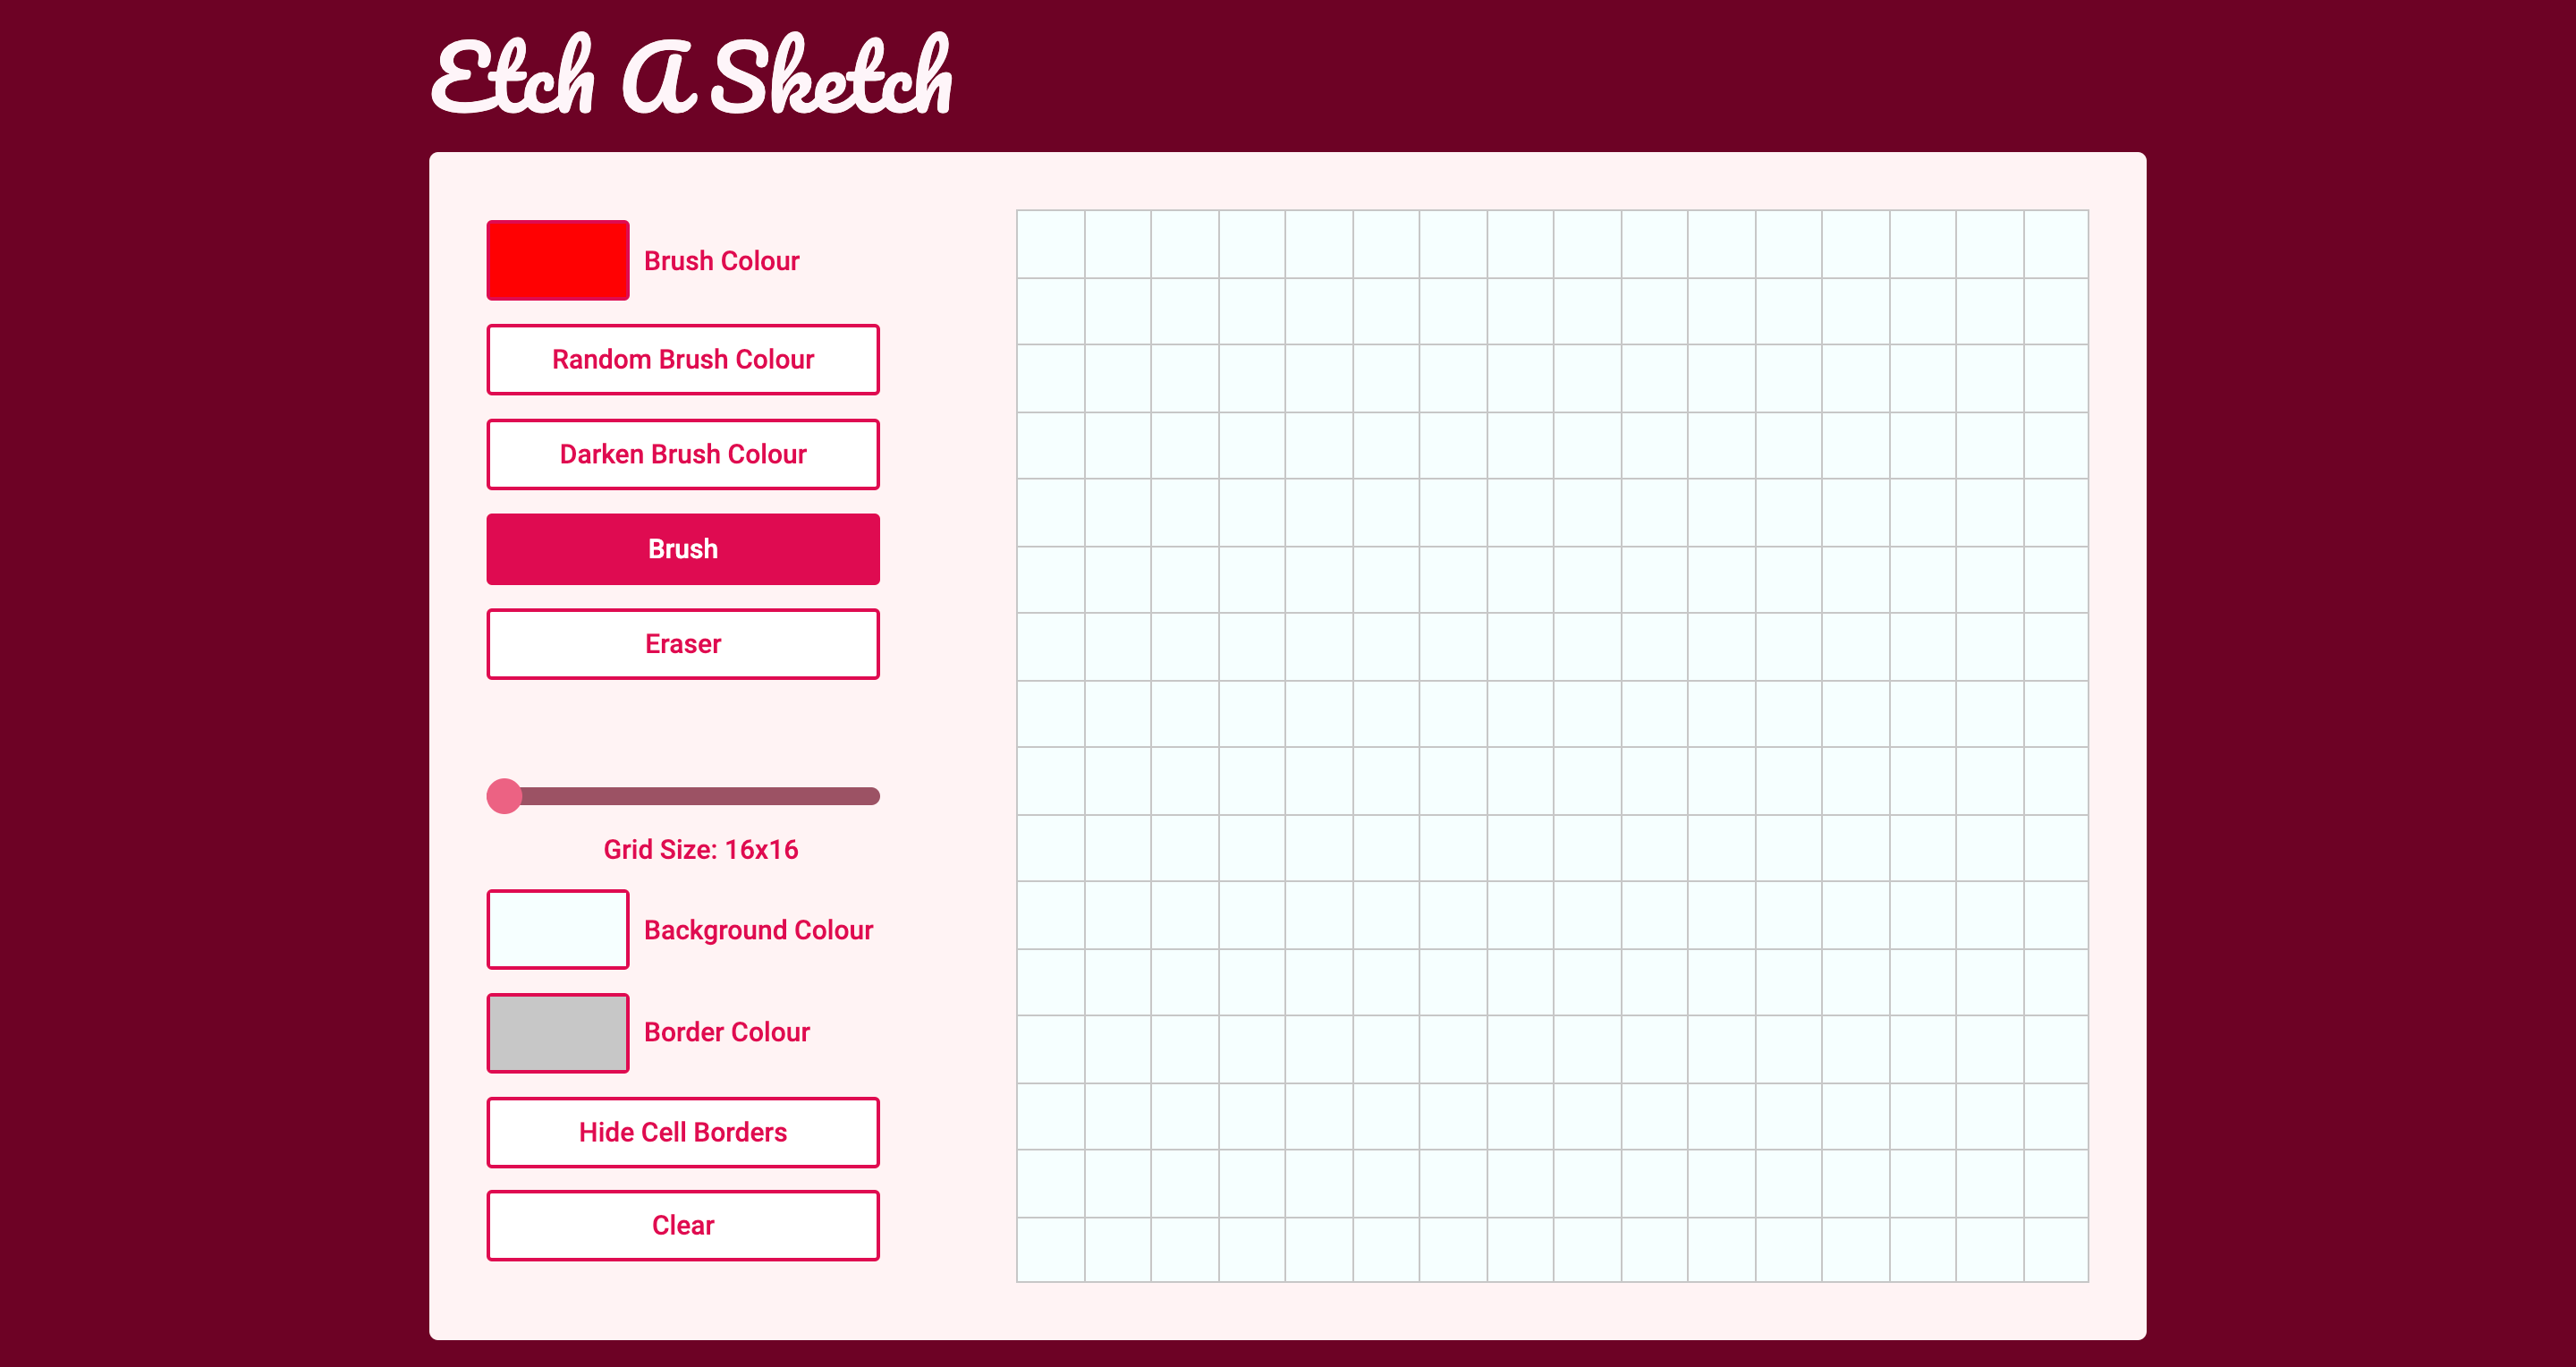 Etch A Sketch
Brush Colour
Random Brush Colour
Darken Brush Colour
Brush
Eraser
Grid Size: 16x16
Background Colour
Border Colour
Hide Cell Borders
Clear